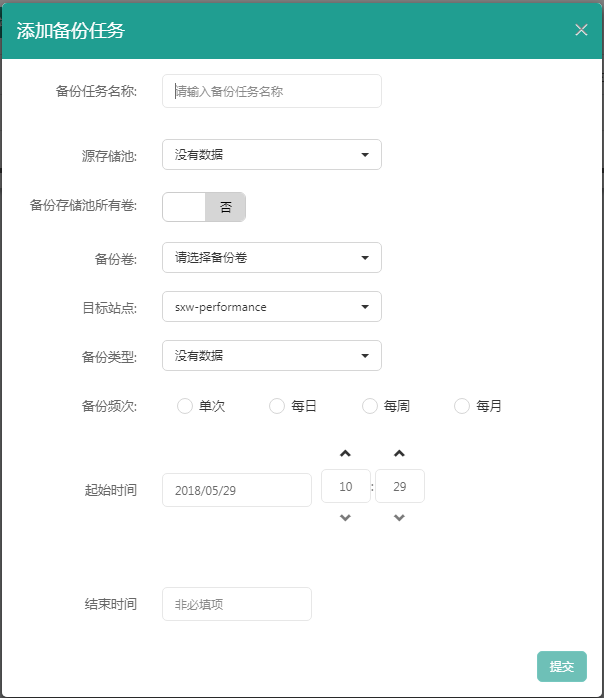 添加备份任务
备份任务名称: 请输入备份任务名称
源存储池: 没有数据
备份存储池所有卷: 否
备份卷: 请选择备份卷
目标站点: sxw-performance
备份类型: 没有数据
备份频次: 单次 每日 每周 每月
起始时间 2018/05/29 10 : 29
结束时间 非必填项
提交